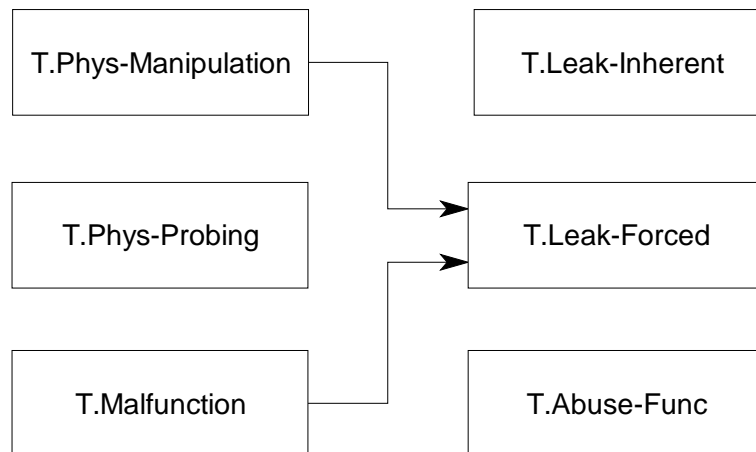 T.Phys-Manipulation
T.Leak-Inherent
T.Phys-Probing
T.Leak-Forced
T.Malfunction
T.Abuse-Func